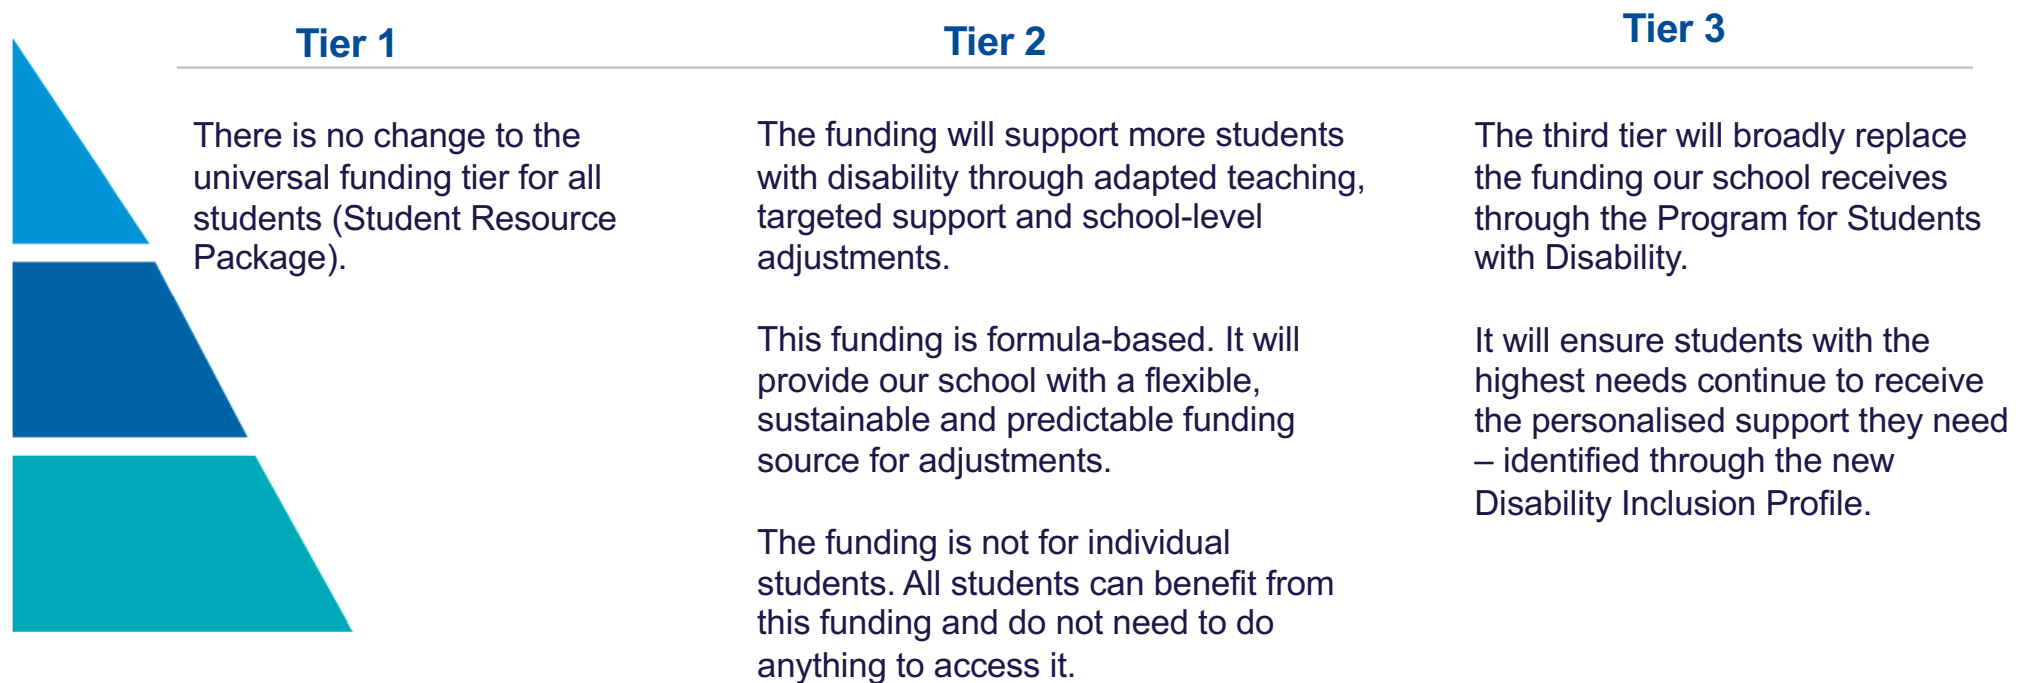 Tier 1
There is no change to the
universal funding tier for all
students (Student Resource
Package).
Tier 2
The funding will support more students
with disability through adapted teaching,
targeted support and school-level
adjustments.
This funding is formula-based. It will
provide our school with a flexible,
sustainable and predictable funding
source for adjustments.
The funding is not for individual
students. All students can benefit from
this funding and do not need to do
anything to access it.
Tier 3
The third tier will broadly replace
the funding our school receives
through the Program for Students
with Disability.
It will ensure students with the
highest needs continue to receive
the personalised support they need
– identified through the new
Disability Inclusion Profile.